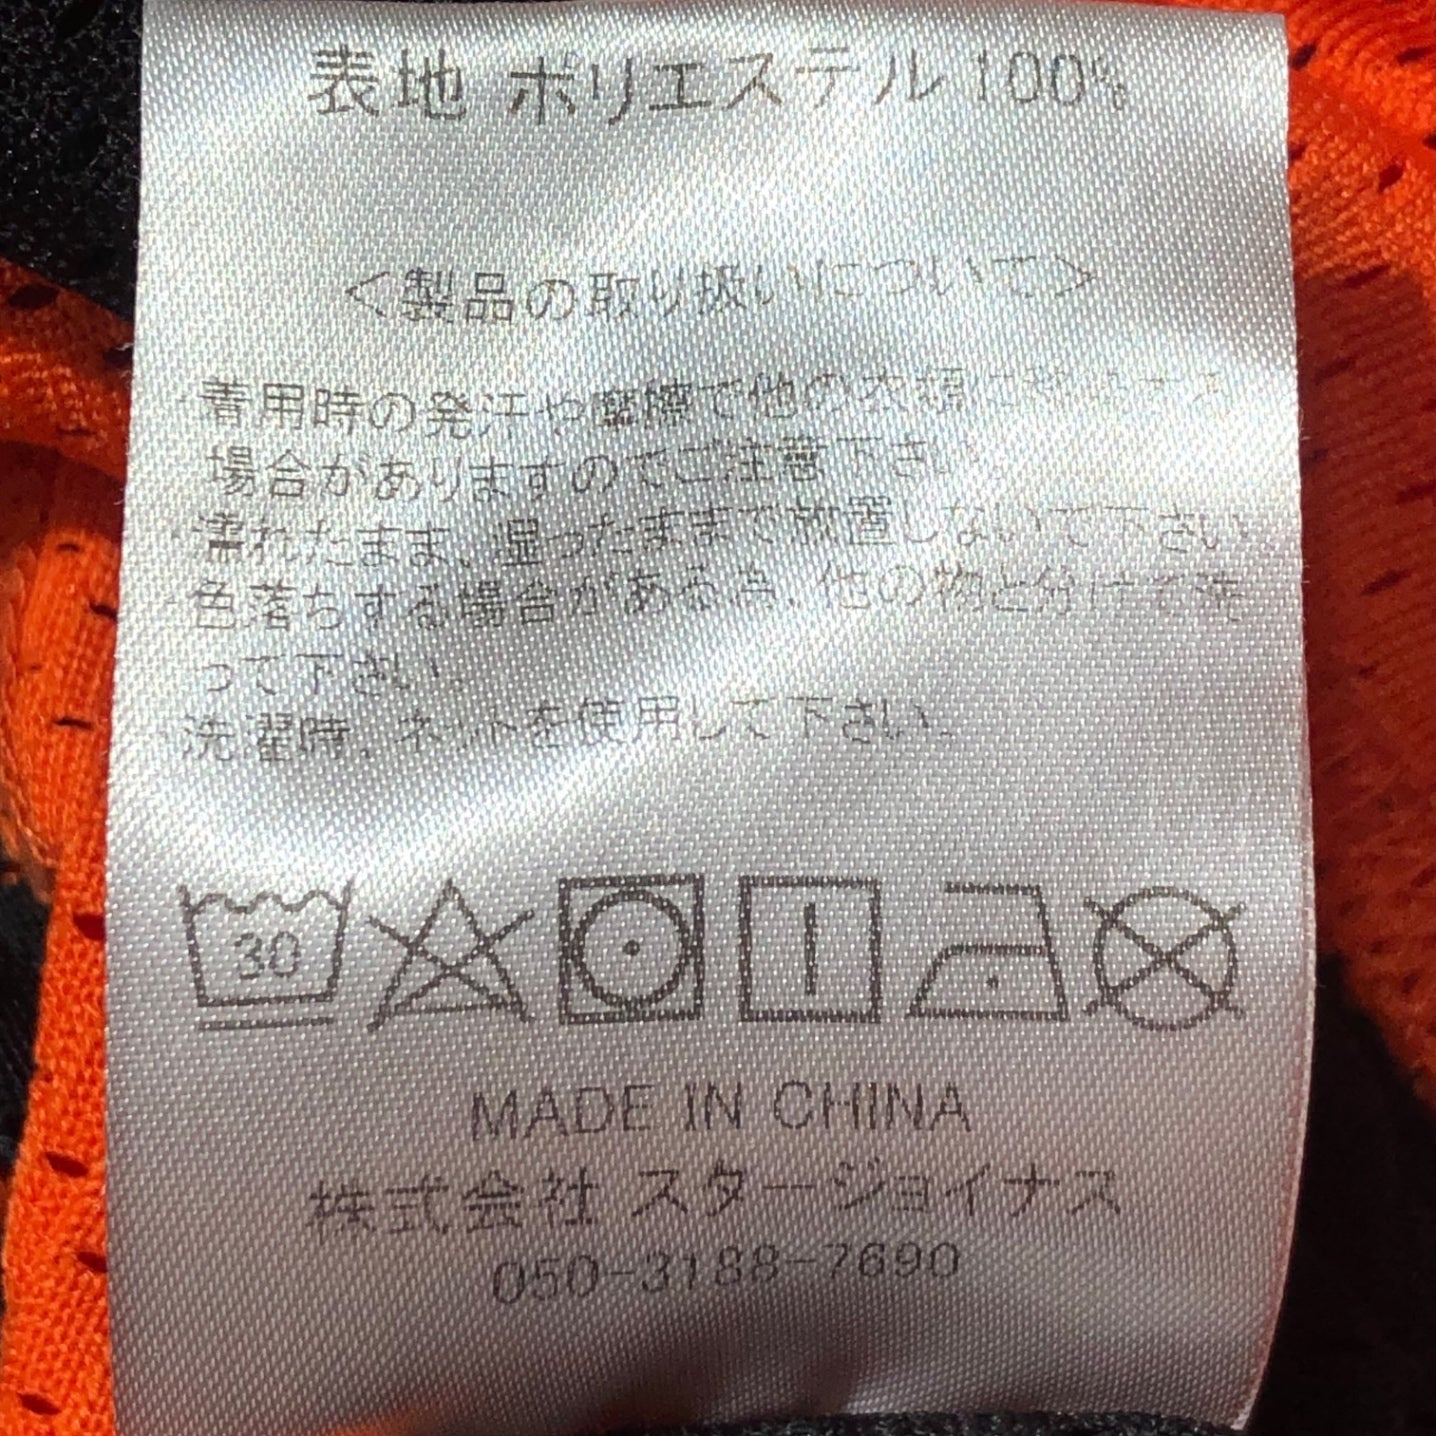 表地 ポリエステル100%
＜製品の取り扱いについて＞
着用時の発汗や摩擦で他の衣類に移染する
場合がありますのでご注意下さい。
濡れたまま、湿ったままで放置しないで下さい。
色落ちする場合がある為、他の物と分けて洗
って下さい。
洗濯時、ネットを使用して下さい。
30
MADE IN CHINA
株式会社 スタージョイナス
050-3188-7690